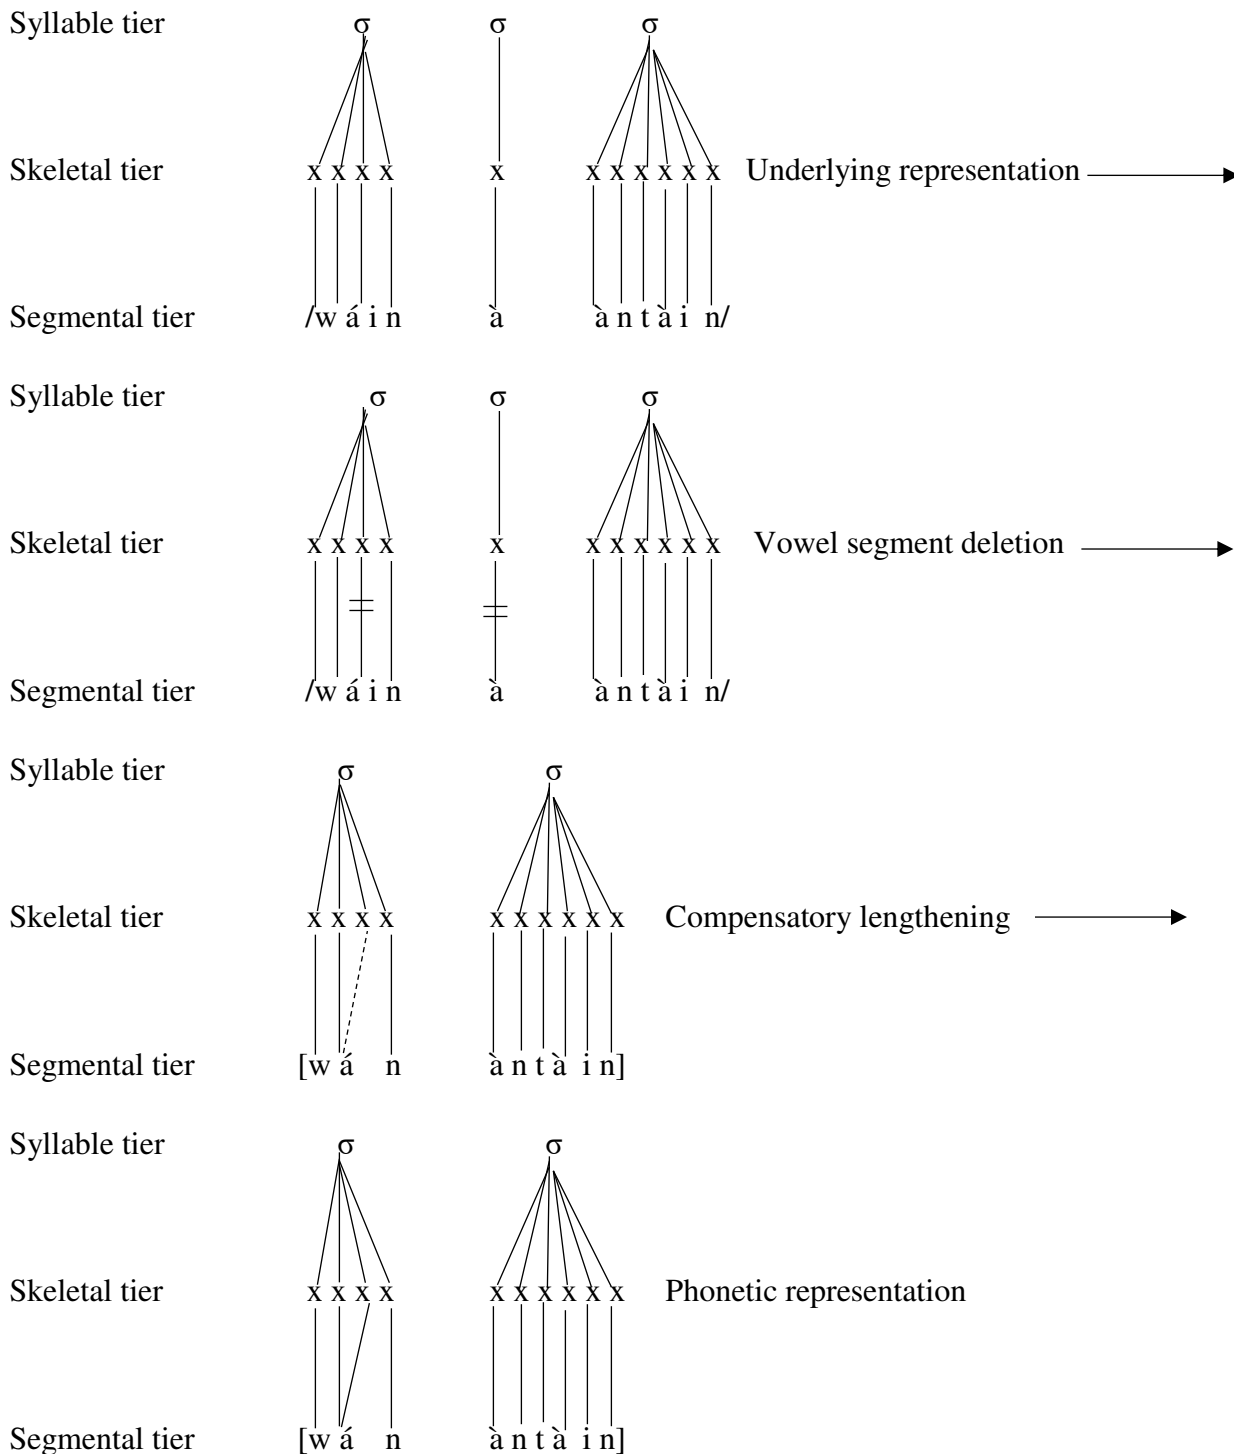 Syllable tier σ σ σ
Skeletal tier x x x x x x x x x x x Underlying representation
Segmental tier /w á i n à à n t à i n/
Syllable tier σ σ σ
Skeletal tier x x x x x x x x x x x Vowel segment deletion
Segmental tier /w á i n à à n t à i n/
Syllable tier σ σ
Skeletal tier x x x x x x x x x x Compensatory lengthening
Segmental tier [w á n à n t à i n]
Syllable tier σ σ
Skeletal tier x x x x x x x x x x Phonetic representation
Segmental tier [w á n à n t à i n]